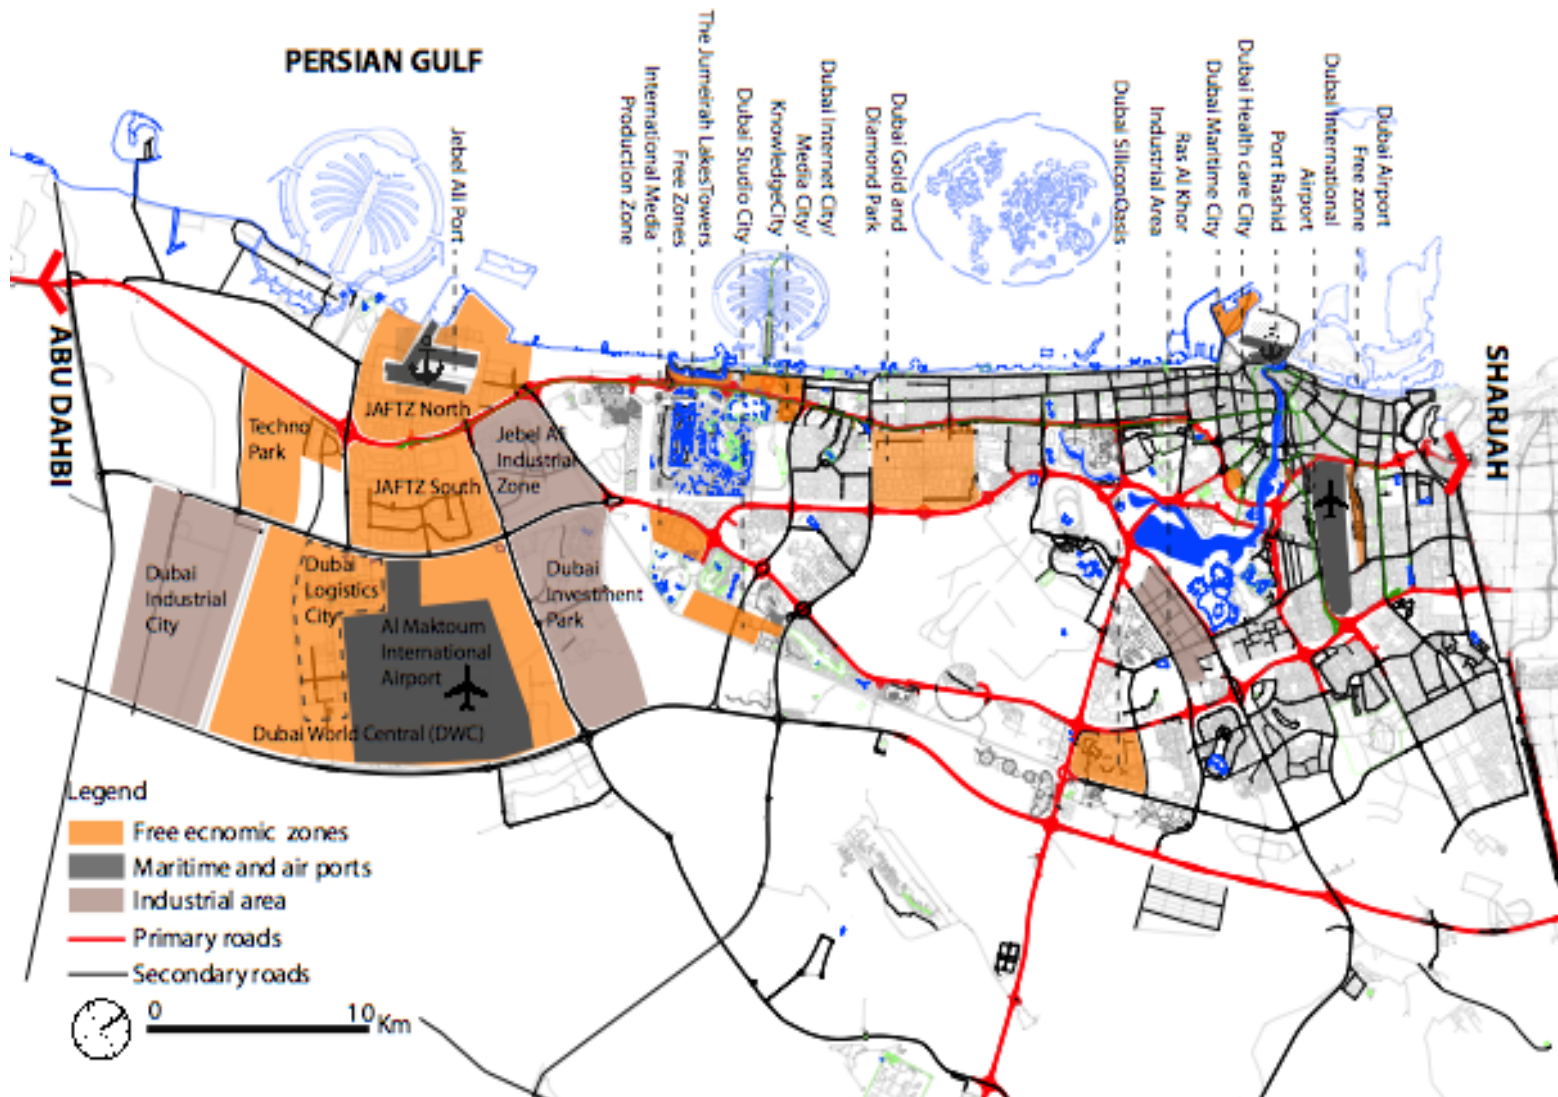 PERSIAN GULF
Jebel Ali Port
International Media
Production Zone
The Jumeirah LakesTowers
Free Zones
Dubai Studio City
KnowledgeCity
Dubai Internet City/
Media City/
Dubai Gold and
Diamond Park
Dubai SiliconOasis
Ras Al Khor
Industrial Area
Dubai Maritime City
Dubai Health care City
Port Rashid
Dubai International
Airport
Dubai Airport
Free zone
ABU DAHBI
SHARJAH
JAFTZ North
Techno
Park
Jebel Ali
Industrial
Zone
JAFTZ South
Dubai
Industrial
City
Dubai
Logistics
City
Dubai
Investment
Park
Al Maktoum
International
Airport
Dubai World Central (DWC)
Legend
Free ecnomic zones
Maritime and air ports
Industrial area
Primary roads
Secondary roads
0 10 Km